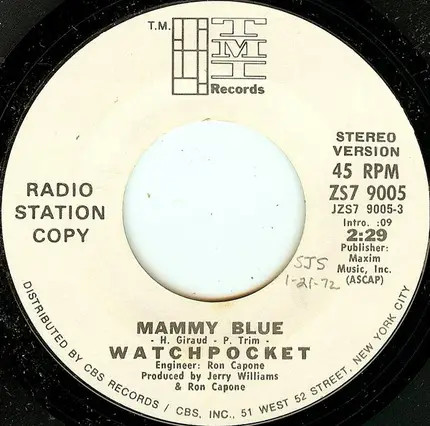 T.M.
TMI
Records
STEREO
VERSION
45 RPM
ZS7 9005
JZS7 9005-3
Intro. :09
2:29
Publisher:
Maxim
Music, Inc.
(ASCAP)
RADIO
STATION
COPY
SJS
1-21-72
MAMMY BLUE
- H. Giraud - P. Trim -
WATCHPOCKET
Engineer: Ron Capone
Produced by Jerry Williams
& Ron Capone
DISTRIBUTED BY CBS RECORDS / CBS, INC., 51 WEST 52 STREET, NEW YORK CITY